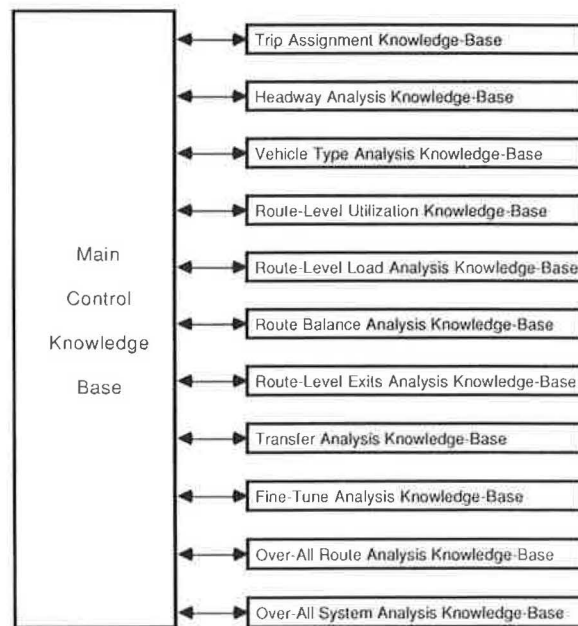 Main
Control
Knowledge
Base
Trip Assignment Knowledge-Base
Headway Analysis Knowledge-Base
Vehicle Type Analysis Knowledge-Base
Route-Level Utilization Knowledge-Base
Route-Level Load Analysis Knowledge-Base
Route Balance Analysis Knowledge-Base
Route-Level Exits Analysis Knowledge-Base
Transfer Analysis Knowledge-Base
Fine-Tune Analysis Knowledge-Base
Over-All Route Analysis Knowledge-Base
Over-All System Analysis Knowledge-Base